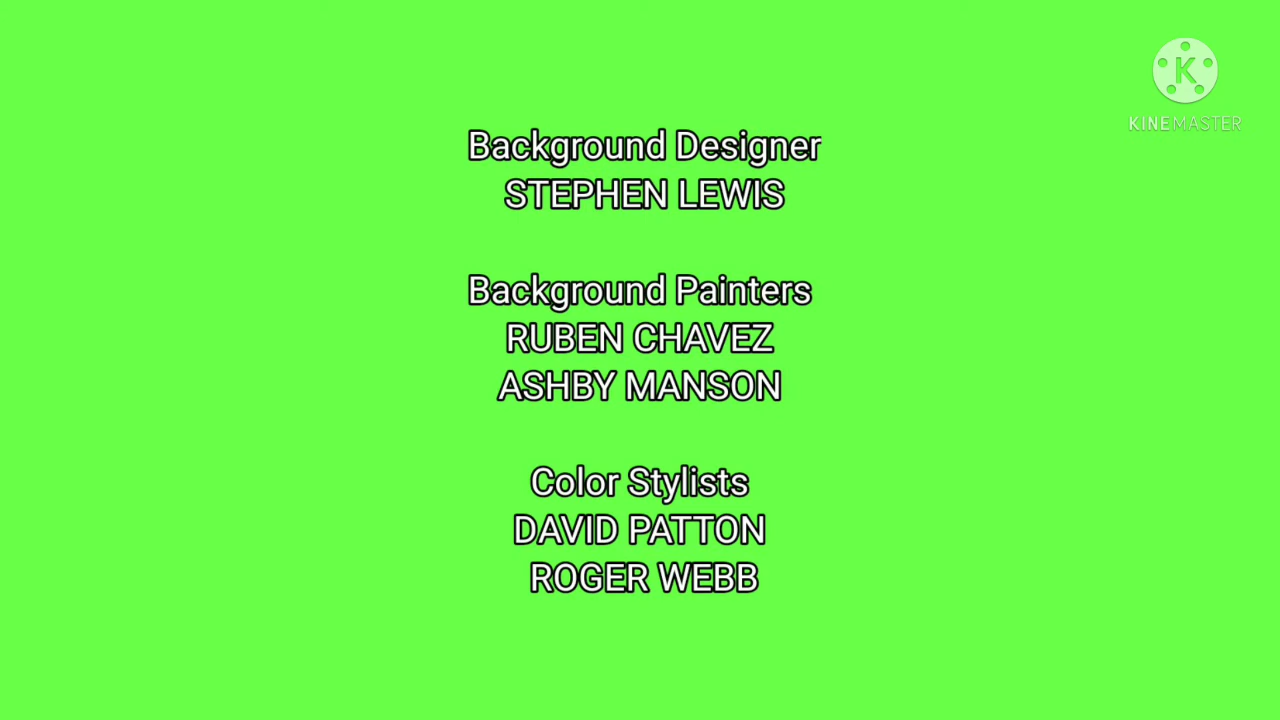 K
KINEMASTER
Background Designer
STEPHEN LEWIS
Background Painters
RUBEN CHAVEZ
ASHBY MANSON
Color Stylists
DAVID PATTON
ROGER WEBB